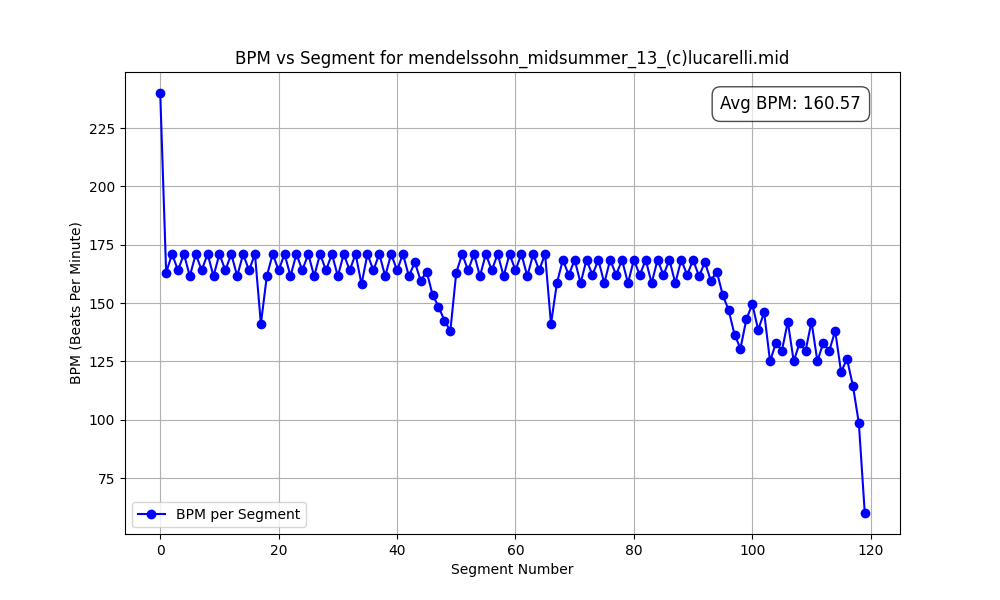 BPM vs Segment for mendelssohn_midsummer_13_(c)lucarelli.mid
Avg BPM: 160.57
BPM (Beats Per Minute)
225
200
175
150
125
100
75
BPM per Segment
0 20 40 60 80 100 120
Segment Number